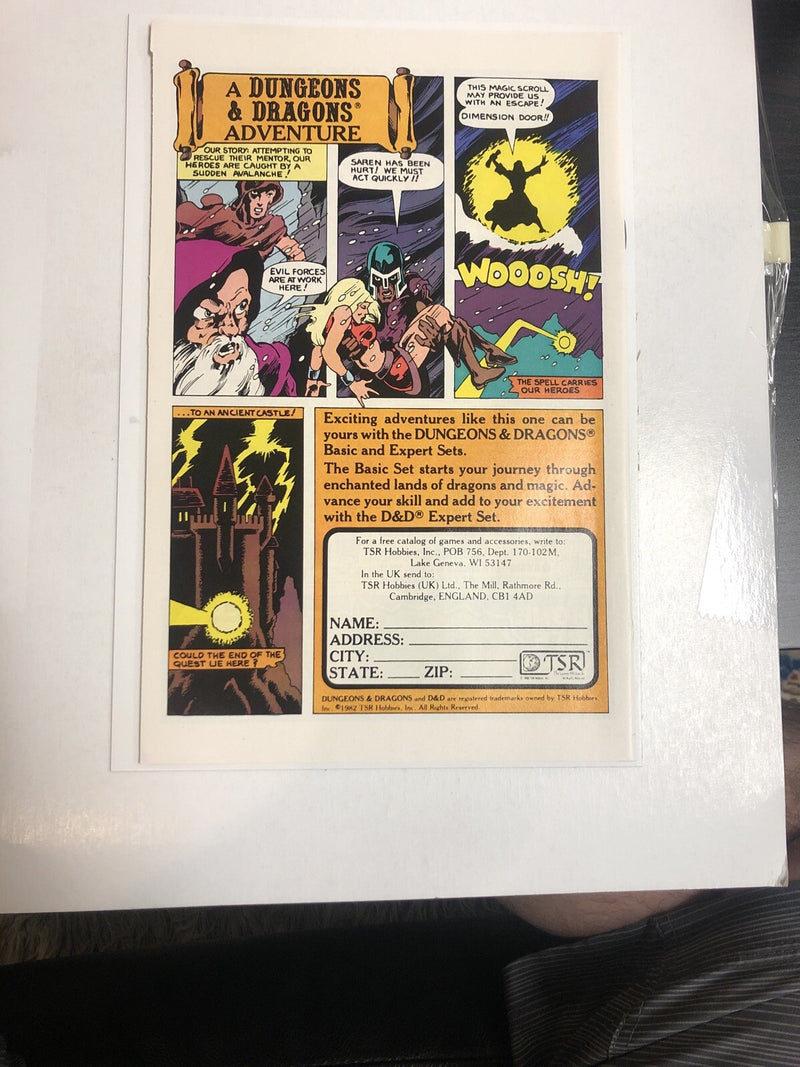 A DUNGEONS
& DRAGONS®
ADVENTURE
OUR STORY: ATTEMPTING TO
RESCUE THEIR MENTOR, OUR
HEROES ARE CAUGHT BY A
SUDDEN AVALANCHE!
EVIL FORCES
ARE AT WORK
HERE!
SAREN HAS BEEN
HURT! WE MUST
ACT QUICKLY!!
THIS MAGIC SCROLL
MAY PROVIDE US
WITH AN ESCAPE!
DIMENSION DOOR!!
WOOOSH!
THE SPELL CARRIES
OUR HEROES
...TO AN ANCIENT CASTLE!
COULD THE END OF THE
QUEST LIE HERE?
Exciting adventures like this one can be
yours with the DUNGEONS & DRAGONS®
Basic and Expert Sets.
The Basic Set starts your journey through
enchanted lands of dragons and magic. Ad-
vance your skill and add to your excitement
with the D&D® Expert Set.
For a free catalog of games and accessories, write to:
TSR Hobbies, Inc., POB 756, Dept. 170-102M,
Lake Geneva, WI 53147
In the UK send to:
TSR Hobbies (UK) Ltd., The Mill, Rathmore Rd.,
Cambridge, ENGLAND, CB1 4AD
NAME:
ADDRESS:
CITY:
STATE: ZIP:
TSR™
DUNGEONS & DRAGONS and D&D are registered trademarks owned by TSR Hobbies,
Inc. ©1982 TSR Hobbies, Inc. All Rights Reserved.